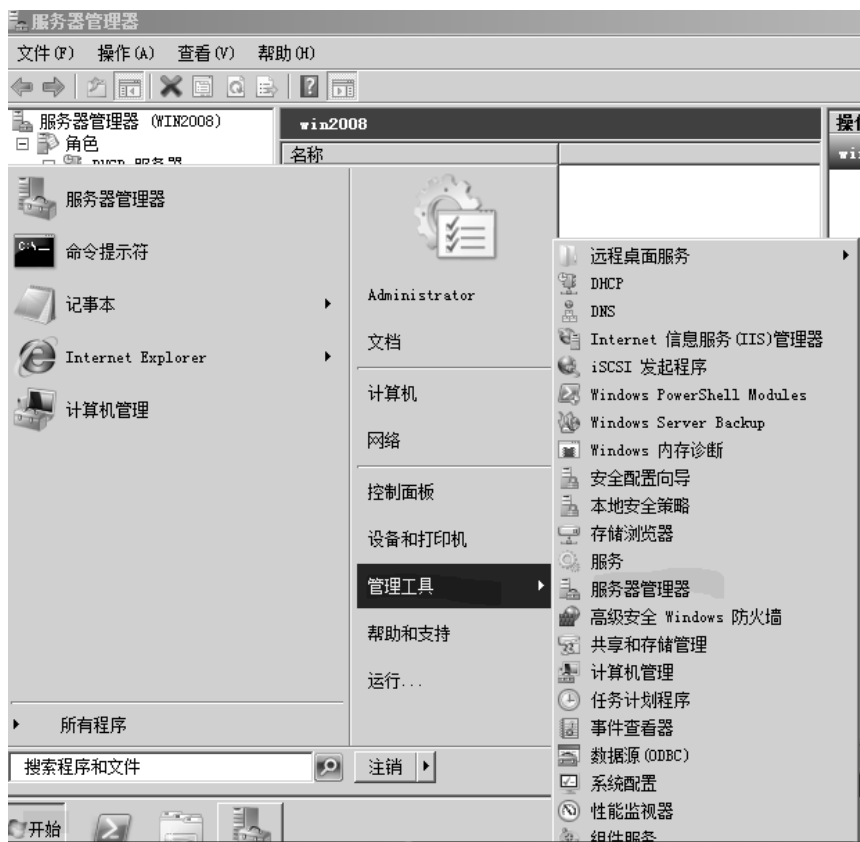 服务器管理器
文件(F) 操作(A) 查看(V) 帮助(H)
服务器管理器 (WIN2008)
角色
DHCP 服务器
win2008
名称
服务器管理器
命令提示符
记事本
Internet Explorer
计算机管理
所有程序
搜索程序和文件
Administrator
文档
计算机
网络
控制面板
设备和打印机
管理工具
帮助和支持
运行...
注销
远程桌面服务
DHCP
DNS
Internet 信息服务(IIS)管理器
iSCSI 发起程序
Windows PowerShell Modules
Windows Server Backup
Windows 内存诊断
安全配置向导
本地安全策略
存储浏览器
服务
服务器管理器
高级安全 Windows 防火墙
共享和存储管理
计算机管理
任务计划程序
事件查看器
数据源(ODBC)
系统配置
性能监视器
组件服务
开始